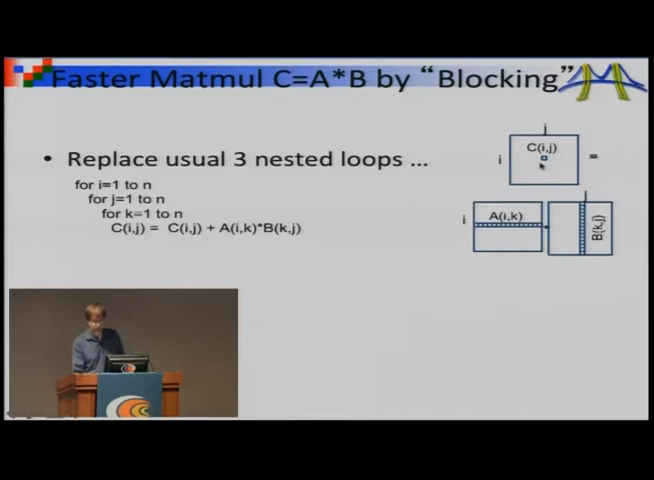 Faster Matmul C=A*B by “Blocking”
• Replace usual 3 nested loops ...
for i=1 to n
for j=1 to n
for k=1 to n
C(i,j) = C(i,j) + A(i,k)*B(k,j)
j
C(i,j)
i
=
j
i
A(i,k)
B(k,j)